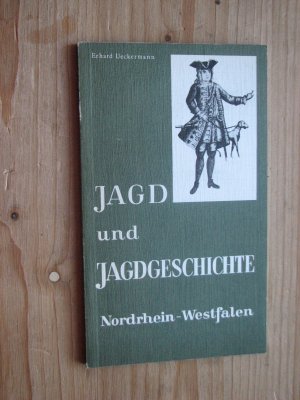 Erhard Ueckermann
JAGD
und
JAGDGESCHICHTE
Nordrhein-Westfalen